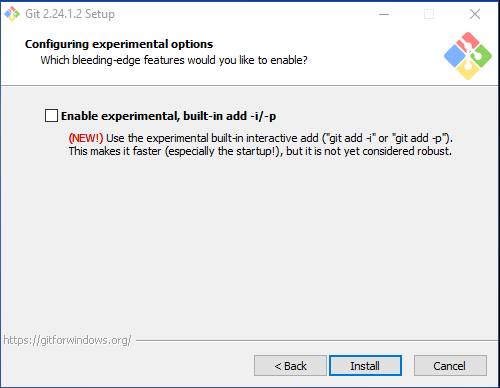 Git 2.24.1.2 Setup
Configuring experimental options
Which bleeding-edge features would you like to enable?
Enable experimental, built-in add -i/-p
(NEW!) Use the experimental built-in interactive add ("git add -i" or "git add -p").
This makes it faster (especially the startup!), but it is not yet considered robust.
https://gitforwindows.org/
< Back
Install
Cancel